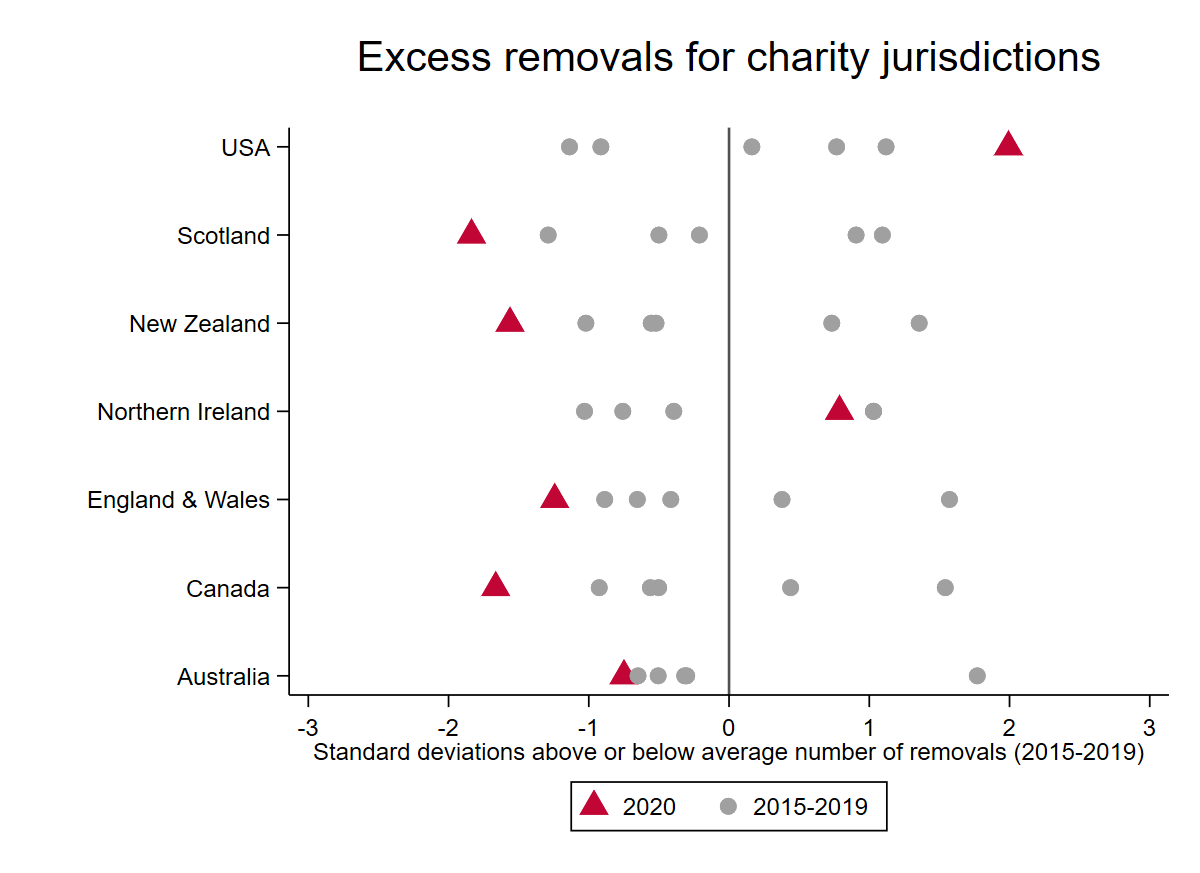 Excess removals for charity jurisdictions
USA
Scotland
New Zealand
Northern Ireland
England & Wales
Canada
Australia
-3 -2 -1 0 1 2 3
Standard deviations above or below average number of removals (2015-2019)
2020 2015-2019